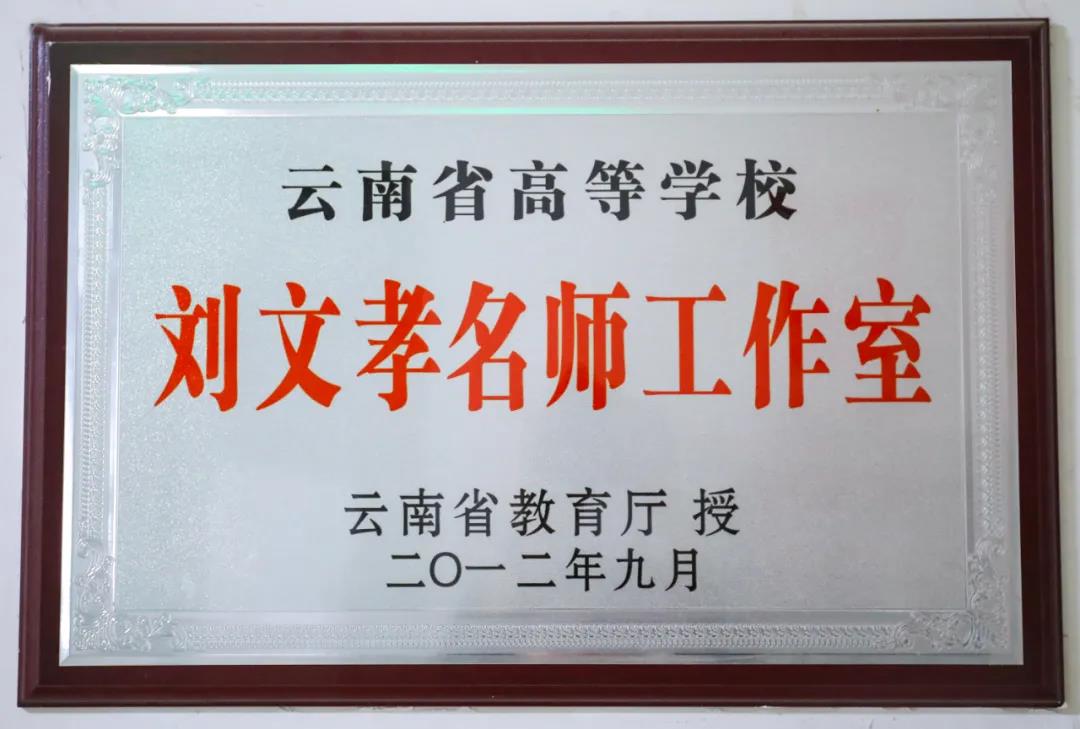 云南省高等学校
刘文孝名师工作室
云南省教育厅 授
二〇一二年九月